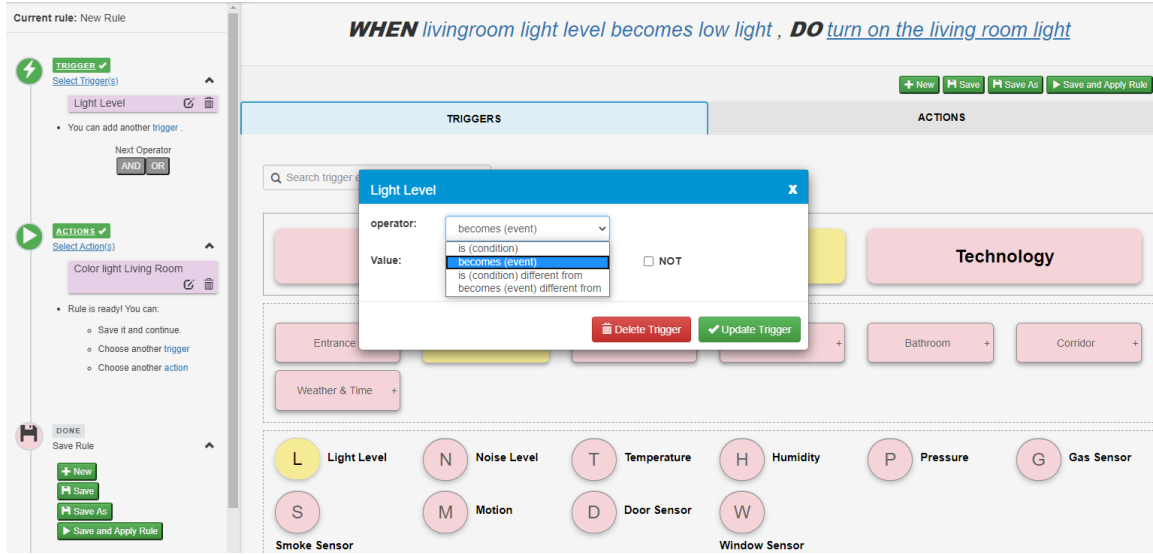 Current rule: New Rule
WHEN livingroom light level becomes low light , DO turn on the living room light
TRIGGER
Select Trigger(s)
Light Level
You can add another trigger .
Next Operator
AND OR
ACTIONS
Select Action(s)
Color light Living Room
Rule is ready! You can:
Save it and continue.
Choose another trigger
Choose another action
DONE
Save Rule
+ New
Save
Save As
Save and Apply Rule
+ New Save Save As Save and Apply Rule
TRIGGERS ACTIONS
Search trigger
Light Level x
operator: becomes (event)
is (condition)
becomes (event)
is (condition) different from
becomes (event) different from
Value: NOT
Delete Trigger Update Trigger
Technology
Entrance + Bathroom + Corridor +
Weather & Time +
L Light Level N Noise Level T Temperature H Humidity P Pressure G Gas Sensor
S M Motion D Door Sensor W
Smoke Sensor Window Sensor